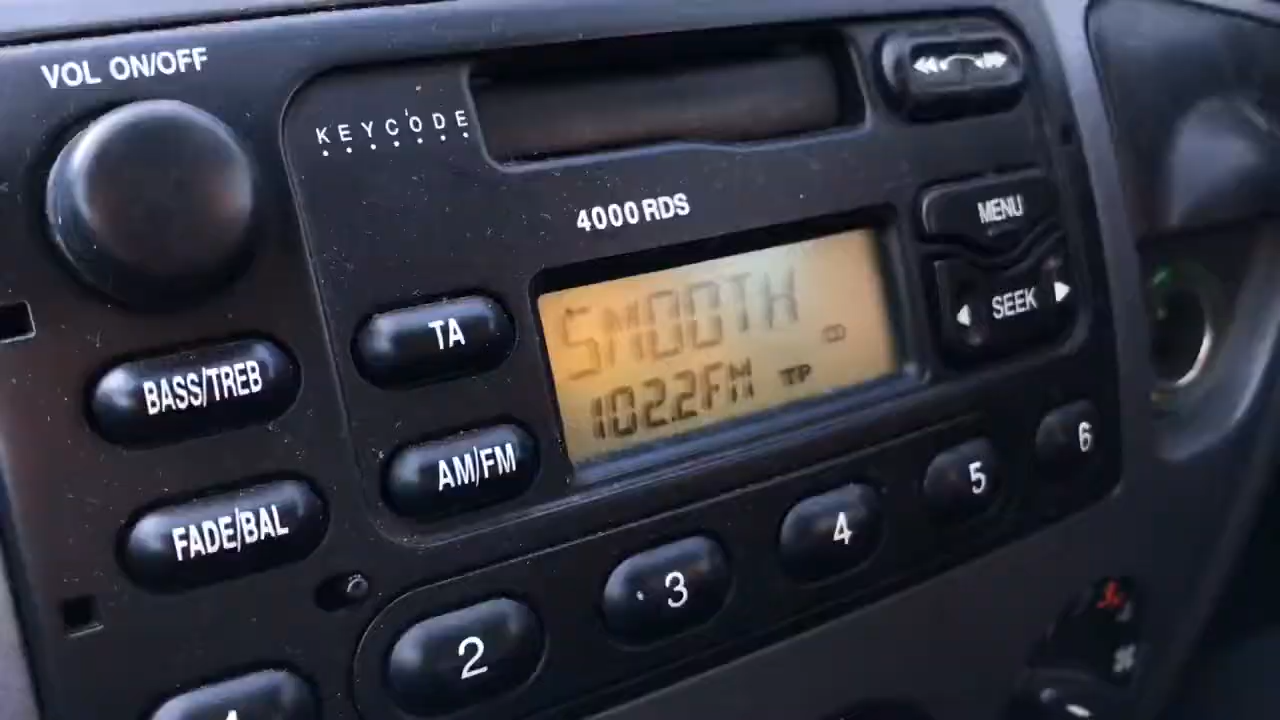 VOL ON/OFF
KEYCODE
4000 RDS
MENU
SEEK
TA
SMOOTH
102.2FM TP
BASS/TREB
AM/FM
FADE/BAL
1
2
3
4
5
6